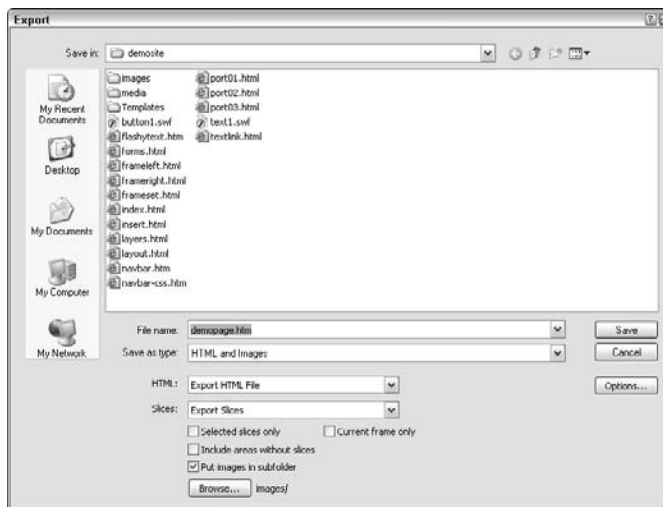 Export
Save in: demosite
My Recent Documents
Desktop
My Documents
My Computer
My Network
images
media
Templates
button1.swf
flashytext.htm
forms.html
frameleft.html
frameright.html
frameset.html
index.html
insert.html
layers.html
layout.html
navbar.htm
navbar-css.htm
port01.html
port02.html
port03.html
text1.swf
textlink.html
File name: demopage.htm Save
Save as type: HTML and Images Cancel
HTML: Export HTML File Options...
Slices: Export Slices
Selected slices only Current frame only
Include areas without slices
Put images in subfolder
Browse... images/